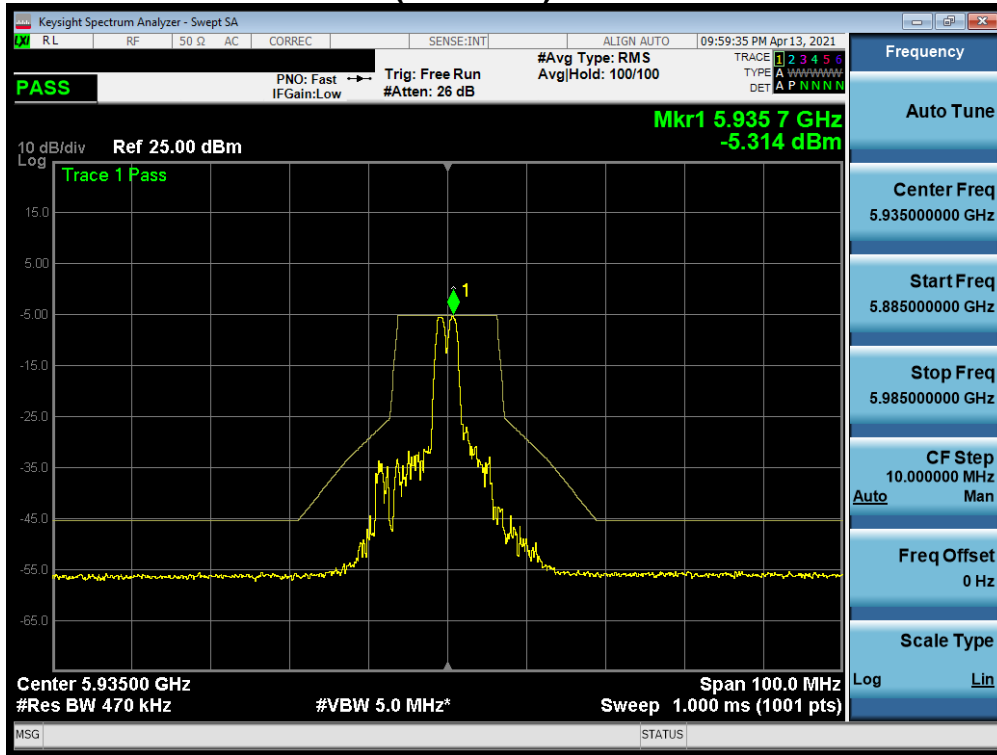 Keysight Spectrum Analyzer - Swept SA
LXI RL RF 50 Ω AC CORREC SENSE:INT ALIGN AUTO 09:59:35 PM Apr 13, 2021
PASS
PNO: Fast
IFGain:Low
Trig: Free Run
#Atten: 26 dB
#Avg Type: RMS
Avg|Hold: 100/100
TRACE 1 2 3 4 5 6
TYPE A WWWWW
DET A P N N N N
Mkr1 5.935 7 GHz
-5.314 dBm
10 dB/div Ref 25.00 dBm
Log
Trace 1 Pass
15.0
5.00
1
-5.00
-15.0
-25.0
-35.0
-45.0
-55.0
-65.0
Center 5.93500 GHz Span 100.0 MHz
#Res BW 470 kHz #VBW 5.0 MHz* Sweep 1.000 ms (1001 pts)
MSG STATUS
Frequency
Auto Tune
Center Freq
5.935000000 GHz
Start Freq
5.885000000 GHz
Stop Freq
5.985000000 GHz
CF Step
10.000000 MHz
Auto Man
Freq Offset
0 Hz
Scale Type
Log Lin